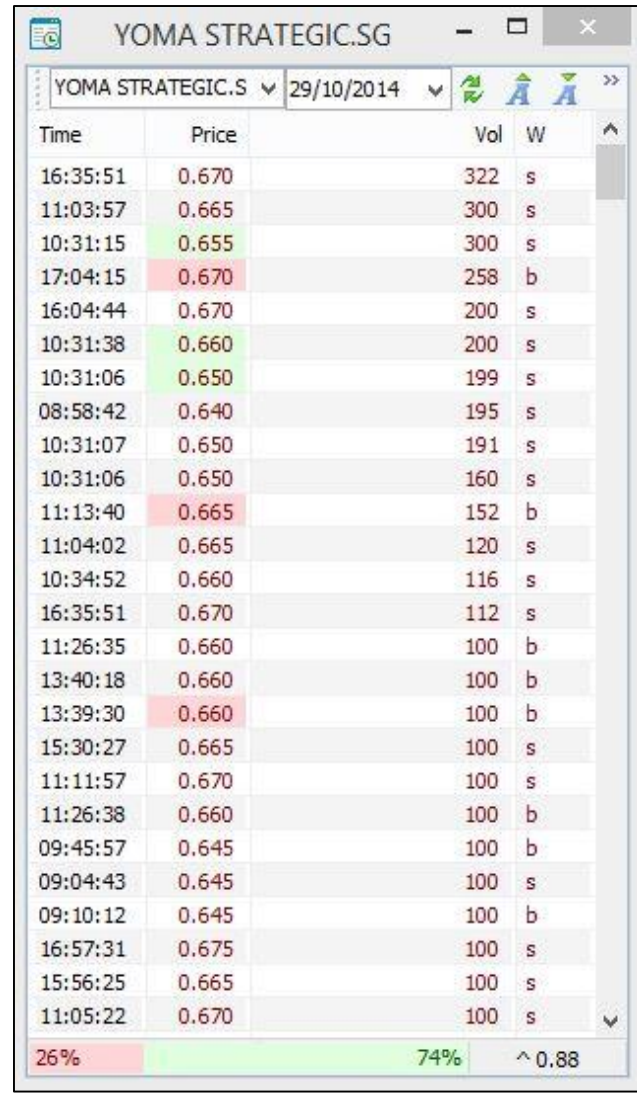 YOMA STRATEGIC.SG
YOMA STRATEGIC.S 29/10/2014
Time Price Vol W
16:35:51 0.670 322 s
11:03:57 0.665 300 s
10:31:15 0.655 300 s
17:04:15 0.670 258 b
16:04:44 0.670 200 s
10:31:38 0.660 200 s
10:31:06 0.650 199 s
08:58:42 0.640 195 s
10:31:07 0.650 191 s
10:31:06 0.650 160 s
11:13:40 0.665 152 b
11:04:02 0.665 120 s
10:34:52 0.660 116 s
16:35:51 0.670 112 s
11:26:35 0.660 100 b
13:40:18 0.660 100 b
13:39:30 0.660 100 b
15:30:27 0.665 100 s
11:11:57 0.670 100 s
11:26:38 0.660 100 b
09:45:57 0.645 100 b
09:04:43 0.645 100 s
09:10:12 0.645 100 b
16:57:31 0.675 100 s
15:56:25 0.665 100 s
11:05:22 0.670 100 s
26% 74% ^ 0.88